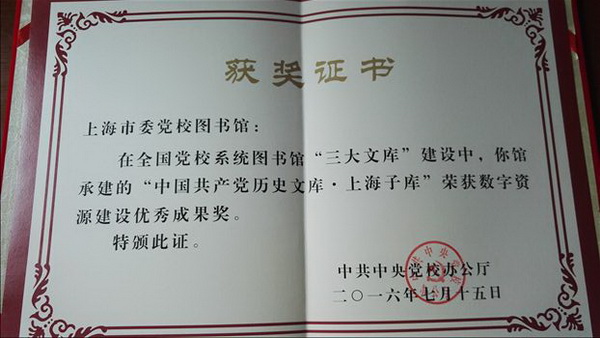 获奖证书
上海市委党校图书馆：
在全国党校系统图书馆“三大文库”建设中，你馆
承建的“中国共产党历史文库·上海子库”荣获数字资
源建设优秀成果奖。
特颁此证。
中共中央党校办公厅
二〇一六年七月十五日